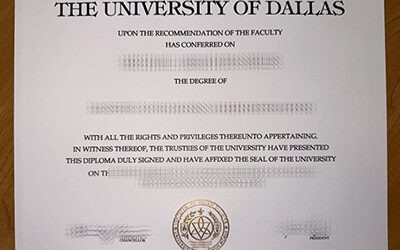 THE UNIVERSITY OF DALLAS
UPON THE RECOMMENDATION OF THE FACULTY
HAS CONFERRED ON
THE DEGREE OF
WITH ALL THE RIGHTS AND PRIVILEGES THEREUNTO APPERTAINING.
IN WITNESS THEREOF, THE TRUSTEES OF THE UNIVERSITY HAVE PRESENTED
THIS DIPLOMA DULY SIGNED AND HAVE AFFIXED THE SEAL OF THE UNIVERSITY
ON TH
CHANCELLOR
PRESIDENT